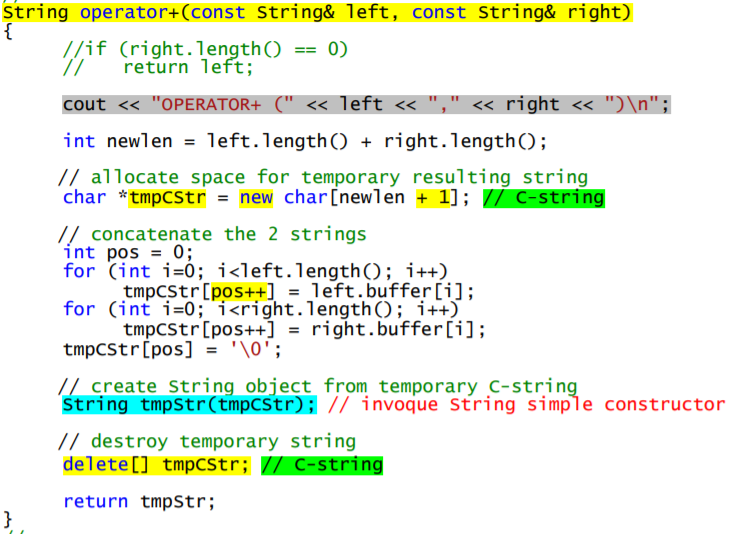 String operator+(const String& left, const String& right)
{
//if (right.length() == 0)
//    return left;
cout << "OPERATOR+ (" << left << "," << right << ")\n";
int newlen = left.length() + right.length();
// allocate space for temporary resulting string
char *tmpCStr = new char[newlen + 1]; // C-string
// concatenate the 2 strings
int pos = 0;
for (int i=0; i<left.length(); i++)
tmpCStr[pos++] = left.buffer[i];
for (int i=0; i<right.length(); i++)
tmpCStr[pos++] = right.buffer[i];
tmpCStr[pos] = '\0';
// create String object from temporary C-string
String tmpStr(tmpCStr); // invoque String simple constructor
// destroy temporary string
delete[] tmpCStr; // C-string
return tmpStr;
}